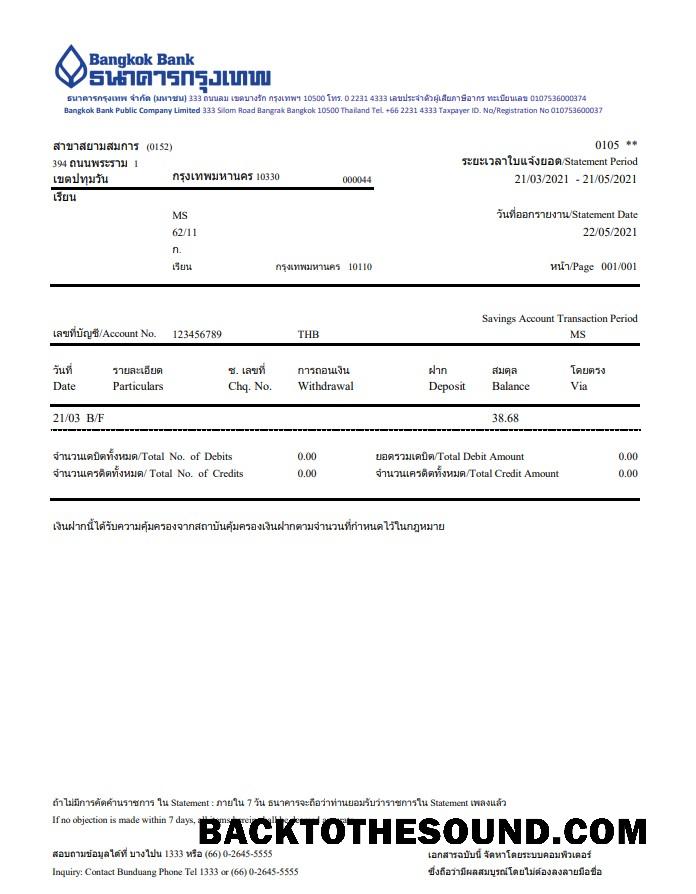 Bangkok Bank
ธนาคารกรุงเทพ
ธนาคารกรุงเทพ จำกัด (มหาชน) 333 ถนนสีลม เขตบางรัก กรุงเทพฯ 10500 โทร. 0 2231 4333 เลขประจำตัวผู้เสียภาษีอากร ทะเบียนเลข 0107536000374
Bangkok Bank Public Company Limited 333 Silom Road Bangrak Bangkok 10500 Thailand Tel. +66 2231 4333 Taxpayer ID. No/Registration No 010753600037
สาขาสยามสมการ (0152)
0105 **
394 ถนนพระราม 1
ระยะเวลาใบแจ้งยอด/Statement Period
เขตปทุมวัน กรุงเทพมหานคร 10330 000044
21/03/2021 - 21/05/2021
เรียน
MS
วันที่ออกรายงาน/Statement Date
62/11
22/05/2021
ก.
เรียน กรุงเทพมหานคร 10110
หน้า/Page 001/001
Savings Account Transaction Period
เลขที่บัญชี/Account No. 123456789 THB MS
วันที่ รายละเอียด ช. เลขที่ การถอนเงิน ฝาก สมดุล โดยตรง
Date Particulars Chq. No. Withdrawal Deposit Balance Via
21/03 B/F 38.68
จำนวนเดบิตทั้งหมด/Total No. of Debits 0.00 ยอดรวมเดบิต/Total Debit Amount 0.00
จำนวนเครดิตทั้งหมด/ Total No. of Credits 0.00 จำนวนเครดิตทั้งหมด/Total Credit Amount 0.00
เงินฝากนี้ได้รับความคุ้มครองจากสถาบันคุ้มครองเงินฝากตามจำนวนที่กำหนดไว้ในกฎหมาย
ถ้าไม่มีการคัดค้านราชการ ใน Statement : ภายใน 7 วัน ธนาคารจะถือว่าท่านยอมรับว่าราชการใน Statement เพลงแล้ว
If no objection is made within 7 days,
BACKTOTHESOUND.COM
สอบถามข้อมูลได้ที่ บางไปน 1333 หรือ (66) 0-2645-5555
เอกสารฉบับนี้ จัดหาโดยระบบคอมพิวเตอร์
Inquiry: Contact Bunduang Phone Tel 1333 or (66) 0-2645-5555
ซึ่งถือว่ามีผลสมบูรณ์โดยไม่ต้องลงลายมือชื่อ